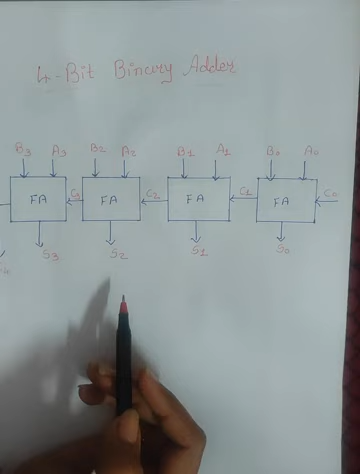 4-Bit Binary Adder
B3 A3 B2 A2 B1 A1 B0 A0
FA C3 FA C2 FA C1 FA C0
S3 S2 S1 S0